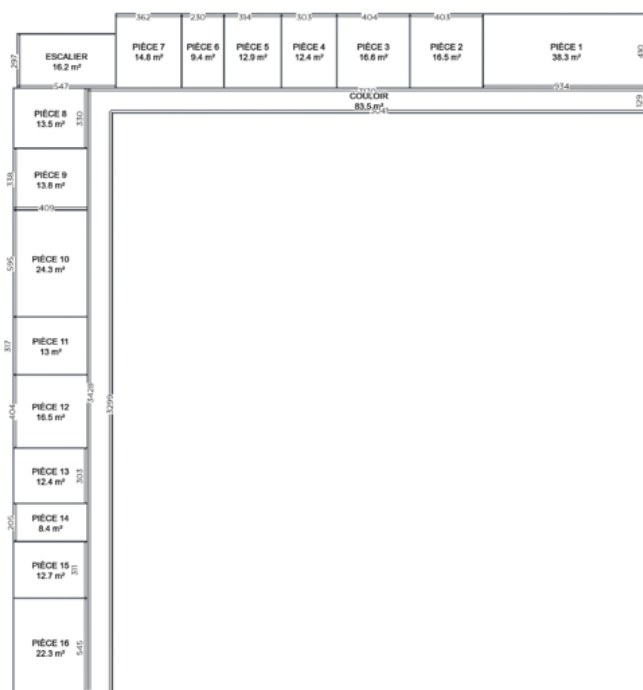 362
230
314
303
404
403
PIÈCE 7
14.8 m²
PIÈCE 6
9.4 m²
PIÈCE 5
12.9 m²
PIÈCE 4
12.4 m²
PIÈCE 3
16.6 m²
PIÈCE 2
16.5 m²
PIÈCE 1
38.3 m²
410
297
ESCALIER
16.2 m²
547
934
COULOIR
83.5 m²
129
PIÈCE 8
13.5 m²
330
338
PIÈCE 9
13.8 m²
409
595
PIÈCE 10
24.3 m²
317
PIÈCE 11
13 m²
404
PIÈCE 12
16.5 m²
3428
3299
PIÈCE 13
12.4 m²
303
205
PIÈCE 14
8.4 m²
PIÈCE 15
12.7 m²
311
PIÈCE 16
22.3 m²
545